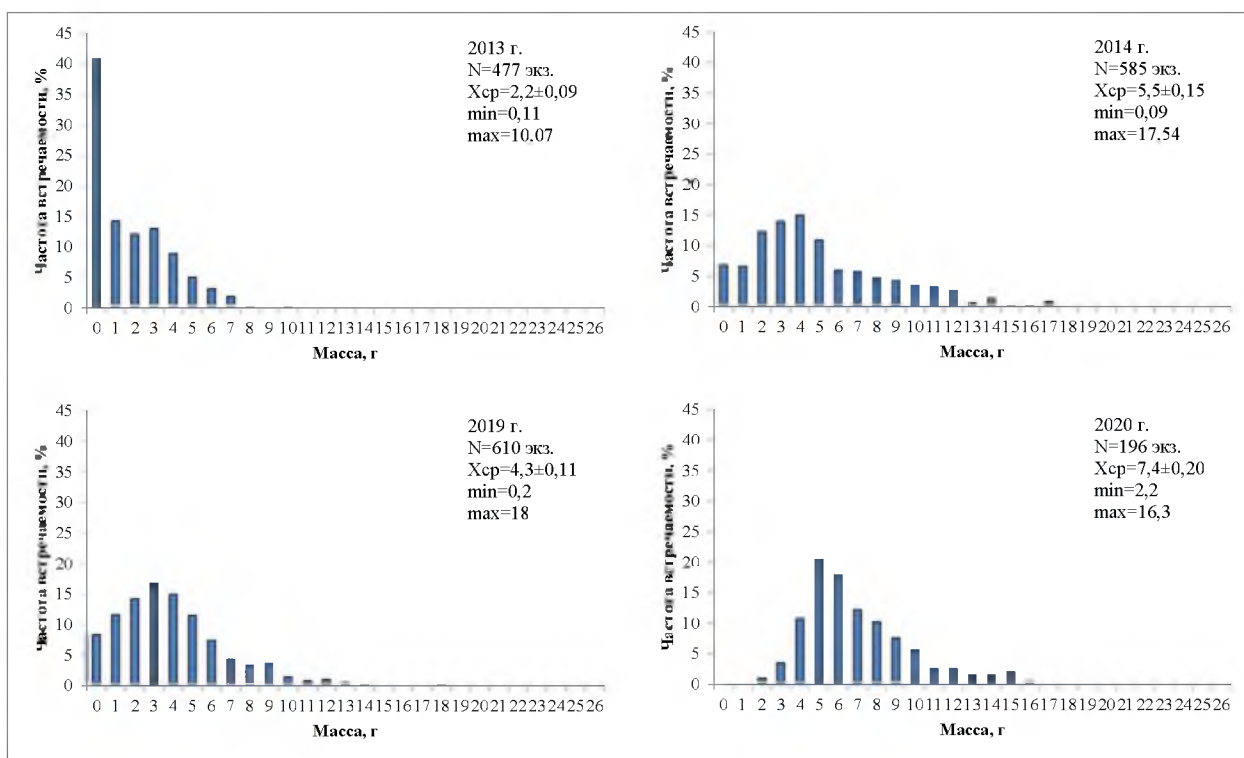 Частота встречаемости, %
45
40
35
30
25
20
15
10
5
0
2013 г.
N=477 экз.
Xср=2,2±0,09
min=0,11
max=10,07
0 1 2 3 4 5 6 7 8 9 10 11 12 13 14 15 16 17 18 19 20 21 22 23 24 25 26
Масса, г
Частота встречаемости, %
45
40
35
30
25
20
15
10
5
0
2014 г.
N=585 экз.
Xср=5,5±0,15
min=0,09
max=17,54
0 1 2 3 4 5 6 7 8 9 10 11 12 13 14 15 16 17 18 19 20 21 22 23 24 25 26
Масса, г
Частота встречаемости, %
45
40
35
30
25
20
15
10
5
0
2019 г.
N=610 экз.
Xср=4,3±0,11
min=0,2
max=18
0 1 2 3 4 5 6 7 8 9 10 11 12 13 14 15 16 17 18 19 20 21 22 23 24 25 26
Масса, г
Частота встречаемости, %
45
40
35
30
25
20
15
10
5
0
2020 г.
N=196 экз.
Xср=7,4±0,20
min=2,2
max=16,3
0 1 2 3 4 5 6 7 8 9 10 11 12 13 14 15 16 17 18 19 20 21 22 23 24 25 26
Масса, г